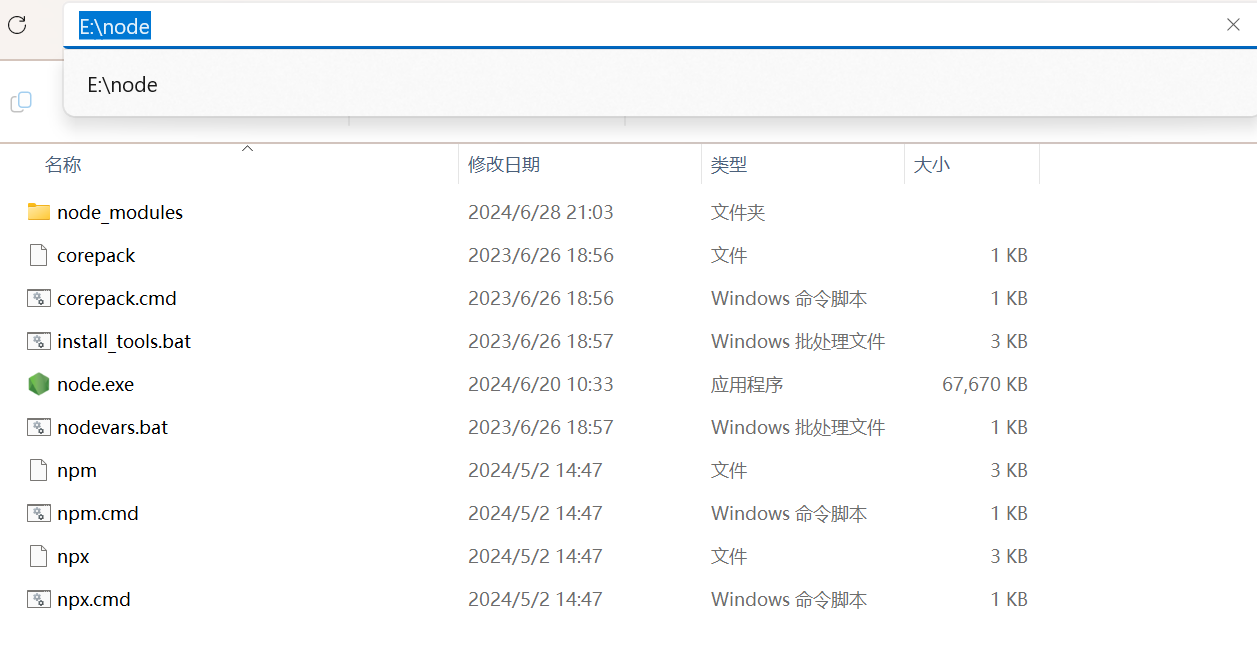 E:\node
E:\node
名称 修改日期 类型 大小
node_modules 2024/6/28 21:03 文件夹
corepack 2023/6/26 18:56 文件 1 KB
corepack.cmd 2023/6/26 18:56 Windows 命令脚本 1 KB
install_tools.bat 2023/6/26 18:57 Windows 批处理文件 3 KB
node.exe 2024/6/20 10:33 应用程序 67,670 KB
nodevars.bat 2023/6/26 18:57 Windows 批处理文件 1 KB
npm 2024/5/2 14:47 文件 3 KB
npm.cmd 2024/5/2 14:47 Windows 命令脚本 1 KB
npx 2024/5/2 14:47 文件 3 KB
npx.cmd 2024/5/2 14:47 Windows 命令脚本 1 KB